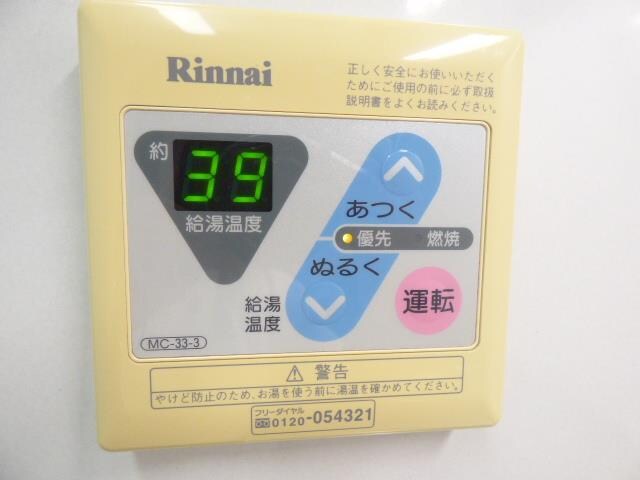 Rinnai
正しく安全にお使いいただく
ためにご使用の前に必ず取扱
説明書をよくお読みください。
約
39
給湯温度
あつく
優先 燃焼
ぬるく
給湯
温度
運転
MC-33-3
警告
やけど防止のため、お湯を使う前に湯温を確かめてください。
フリーダイヤル
0120-054321